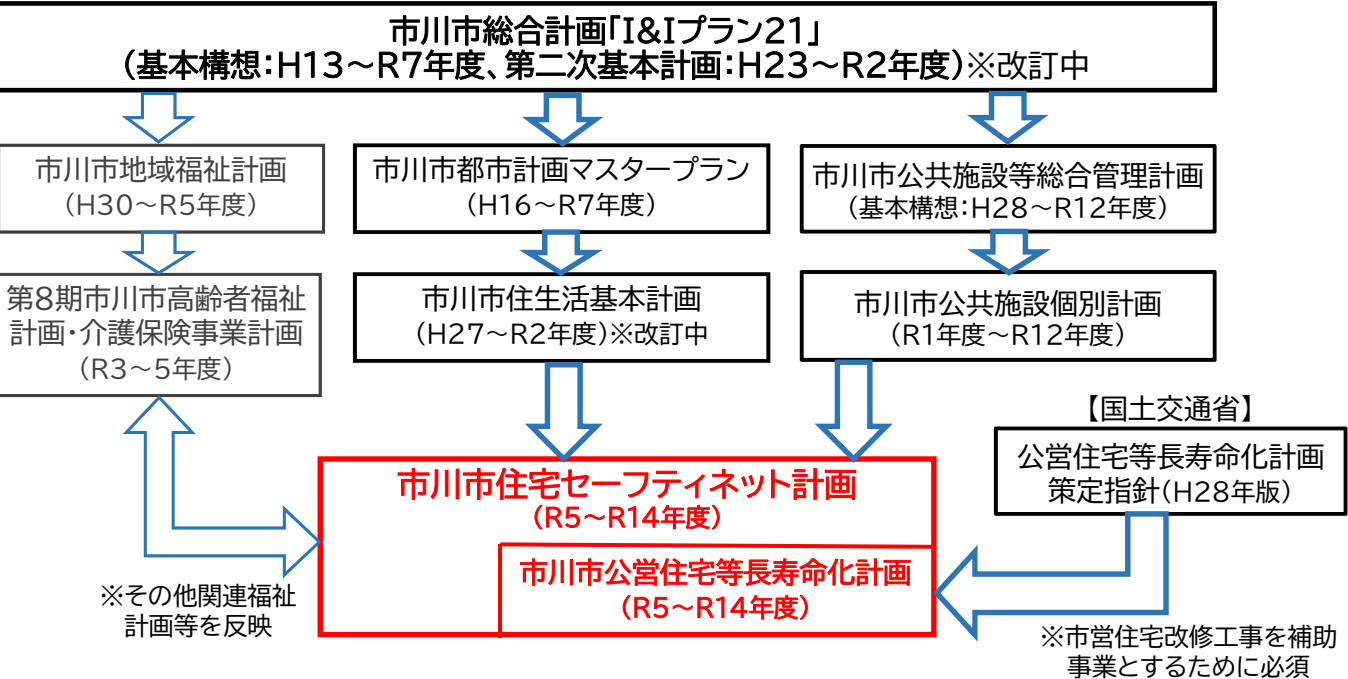 市川市総合計画「I&Iプラン21」
（基本構想：H13～R7年度、第二次基本計画：H23～R2年度）※改訂中
市川市地域福祉計画
（H30～R5年度）
市川市都市計画マスタープラン
（H16～R7年度）
市川市公共施設等総合管理計画
（基本構想：H28～R12年度）
第8期市川市高齢者福祉
計画・介護保険事業計画
（R3～5年度）
市川市住生活基本計画
（H27～R2年度）※改訂中
市川市公共施設個別計画
（R1年度～R12年度）
【国土交通省】
公営住宅等長寿命化計画
策定指針（H28年版）
市川市住宅セーフティネット計画
（R5～R14年度）
市川市公営住宅等長寿命化計画
（R5～R14年度）
※その他関連福祉
計画等を反映
※市営住宅改修工事を補助
事業とするために必須